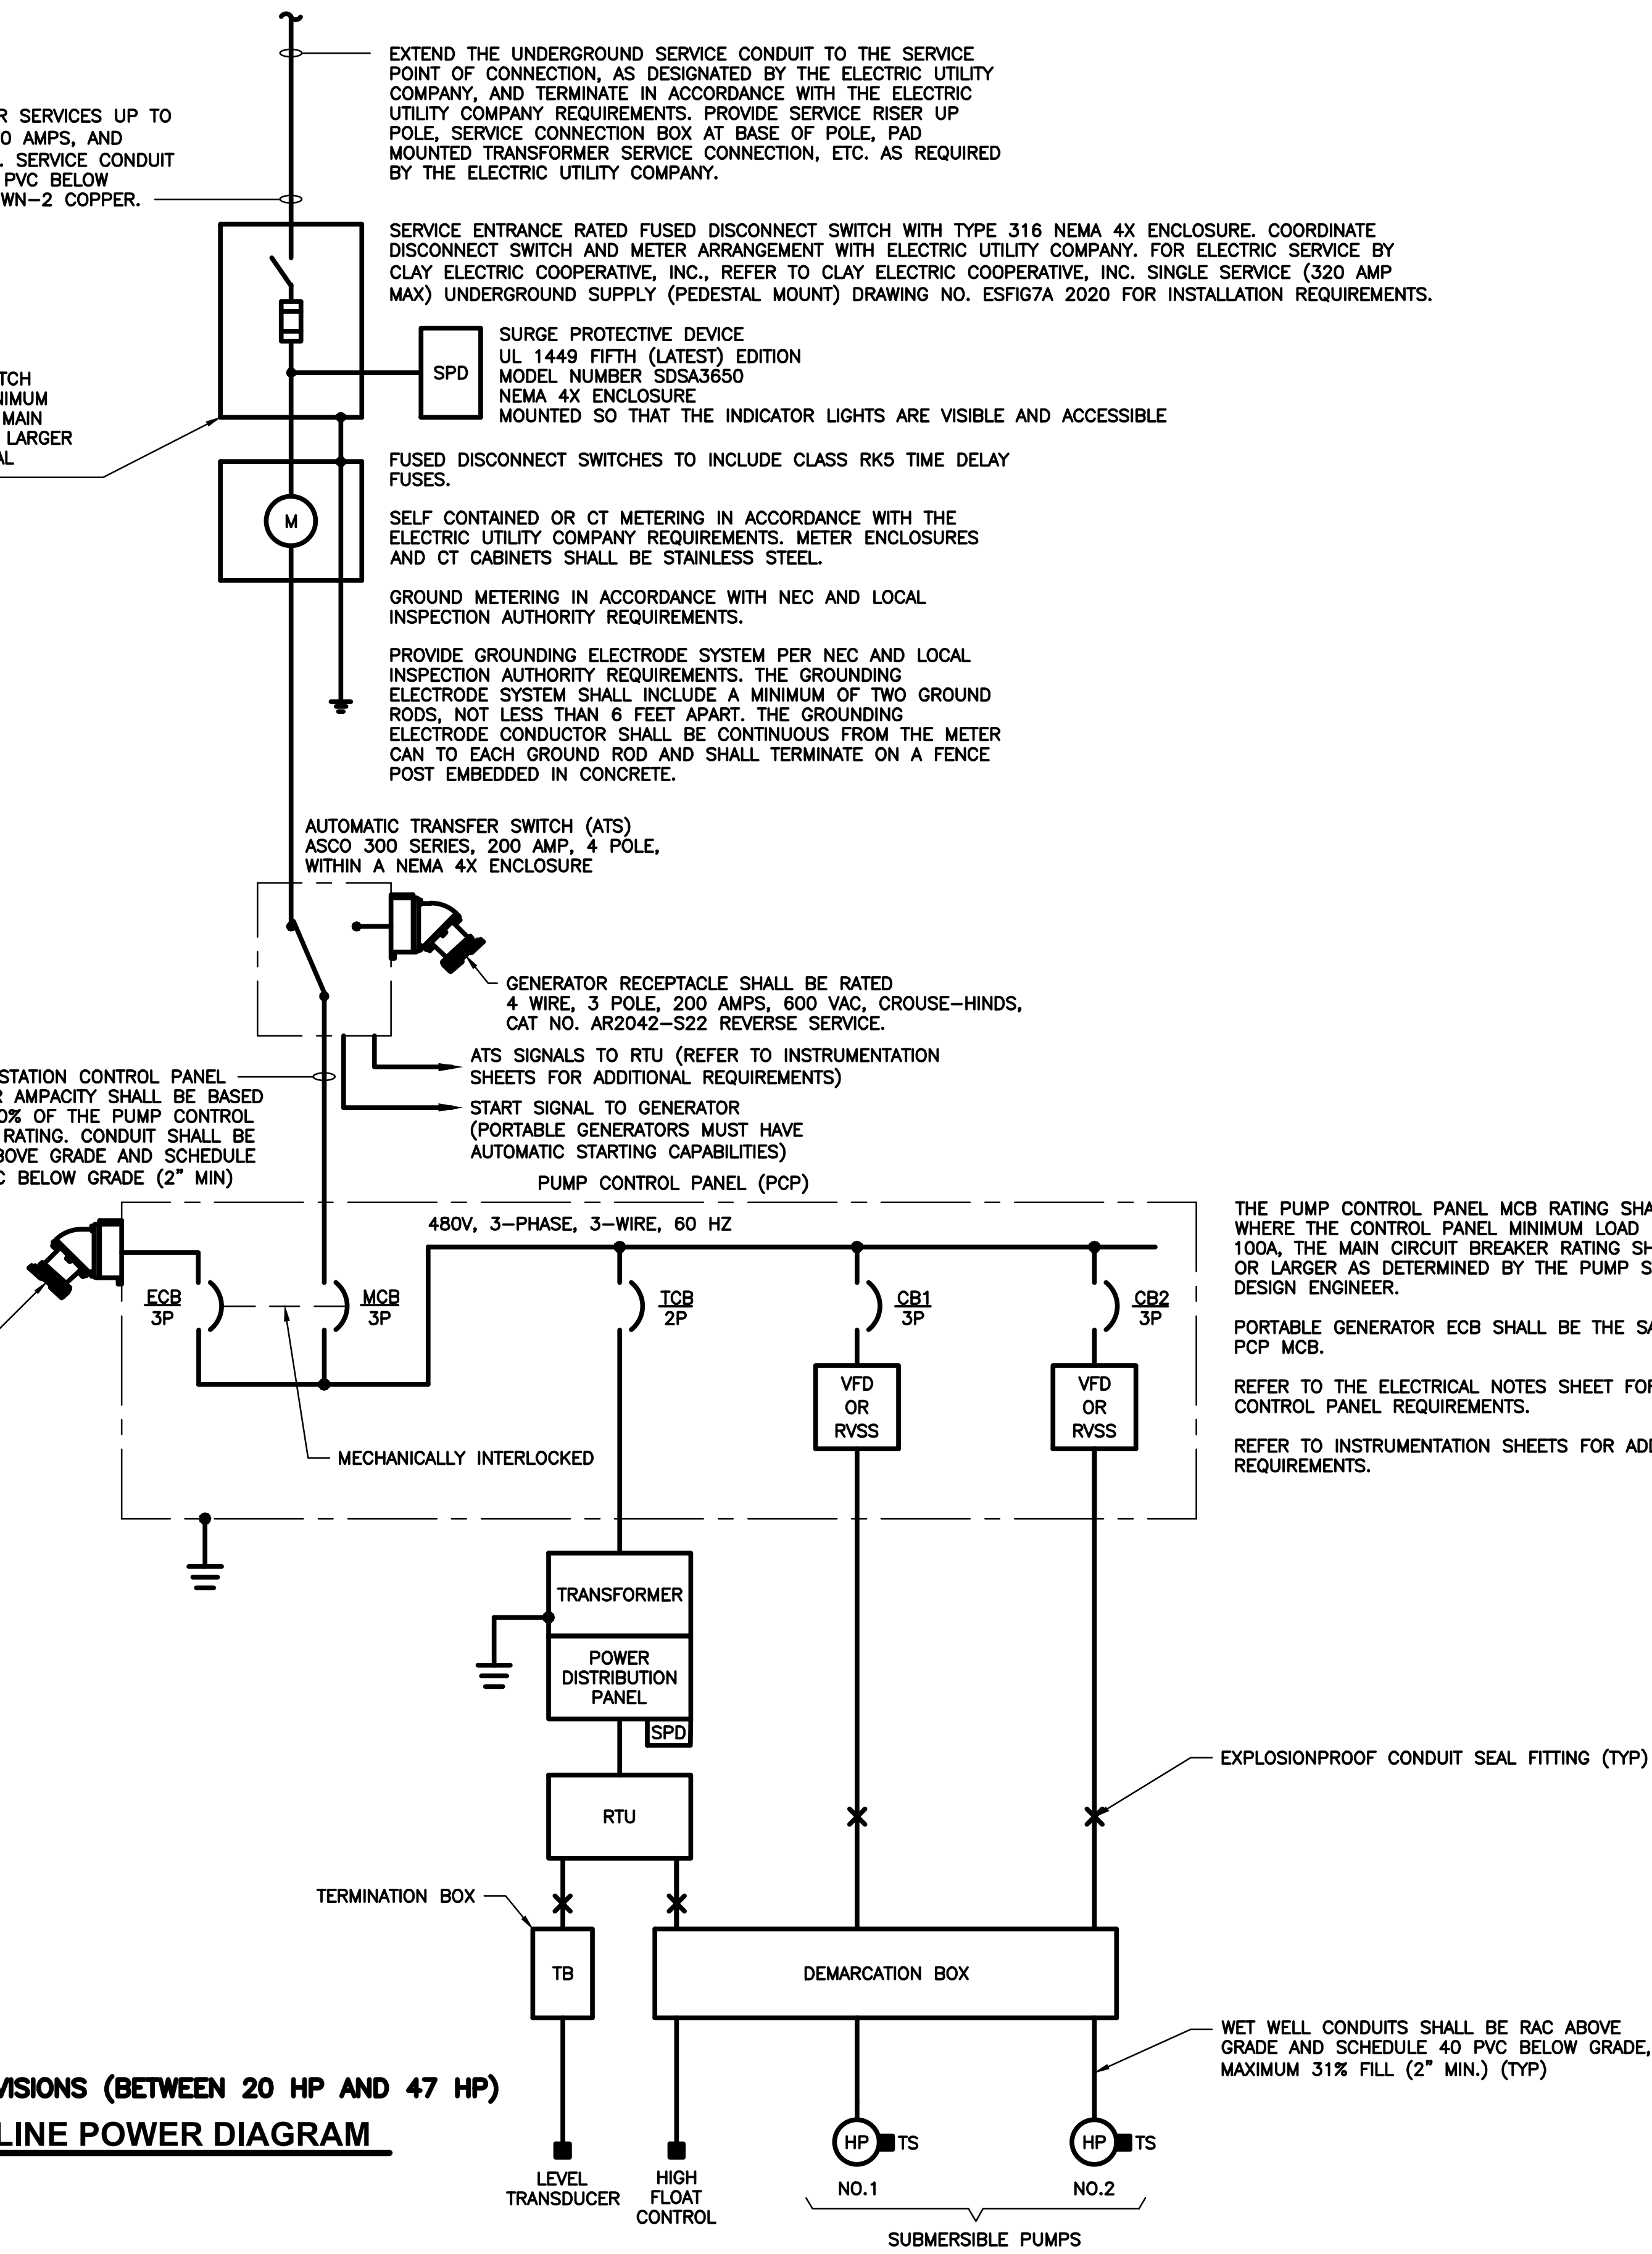 EXTEND THE UNDERGROUND SERVICE CONDUIT TO THE SERVICE
POINT OF CONNECTION, AS DESIGNATED BY THE ELECTRIC UTILITY
COMPANY, AND TERMINATE IN ACCORDANCE WITH THE ELECTRIC
UTILITY COMPANY REQUIREMENTS. PROVIDE SERVICE RISER UP
POLE, SERVICE CONNECTION BOX AT BASE OF POLE, PAD
MOUNTED TRANSFORMER SERVICE CONNECTION, ETC. AS REQUIRED
BY THE ELECTRIC UTILITY COMPANY.
SERVICES UP TO
0 AMPS, AND
SERVICE CONDUIT
PVC BELOW
WN-2 COPPER.
SERVICE ENTRANCE RATED FUSED DISCONNECT SWITCH WITH TYPE 316 NEMA 4X ENCLOSURE. COORDINATE
DISCONNECT SWITCH AND METER ARRANGEMENT WITH ELECTRIC UTILITY COMPANY. FOR ELECTRIC SERVICE BY
CLAY ELECTRIC COOPERATIVE, INC., REFER TO CLAY ELECTRIC COOPERATIVE, INC. SINGLE SERVICE (320 AMP
MAX) UNDERGROUND SUPPLY (PEDESTAL MOUNT) DRAWING NO. ESFIG7A 2020 FOR INSTALLATION REQUIREMENTS.
SPD
SURGE PROTECTIVE DEVICE
UL 1449 FIFTH (LATEST) EDITION
MODEL NUMBER SDSA3650
NEMA 4X ENCLOSURE
MOUNTED SO THAT THE INDICATOR LIGHTS ARE VISIBLE AND ACCESSIBLE
TCH
NIMUM
MAIN
LARGER
AL
FUSED DISCONNECT SWITCHES TO INCLUDE CLASS RK5 TIME DELAY
FUSES.
M
SELF CONTAINED OR CT METERING IN ACCORDANCE WITH THE
ELECTRIC UTILITY COMPANY REQUIREMENTS. METER ENCLOSURES
AND CT CABINETS SHALL BE STAINLESS STEEL.
GROUND METERING IN ACCORDANCE WITH NEC AND LOCAL
INSPECTION AUTHORITY REQUIREMENTS.
PROVIDE GROUNDING ELECTRODE SYSTEM PER NEC AND LOCAL
INSPECTION AUTHORITY REQUIREMENTS. THE GROUNDING
ELECTRODE SYSTEM SHALL INCLUDE A MINIMUM OF TWO GROUND
RODS, NOT LESS THAN 6 FEET APART. THE GROUNDING
ELECTRODE CONDUCTOR SHALL BE CONTINUOUS FROM THE METER
CAN TO EACH GROUND ROD AND SHALL TERMINATE ON A FENCE
POST EMBEDDED IN CONCRETE.
AUTOMATIC TRANSFER SWITCH (ATS)
ASCO 300 SERIES, 200 AMP, 4 POLE,
WITHIN A NEMA 4X ENCLOSURE
GENERATOR RECEPTACLE SHALL BE RATED
4 WIRE, 3 POLE, 200 AMPS, 600 VAC, CROUSE-HINDS,
CAT NO. AR2042-S22 REVERSE SERVICE.
ATS SIGNALS TO RTU (REFER TO INSTRUMENTATION
SHEETS FOR ADDITIONAL REQUIREMENTS)
START SIGNAL TO GENERATOR
(PORTABLE GENERATORS MUST HAVE
AUTOMATIC STARTING CAPABILITIES)
STATION CONTROL PANEL
R AMPACITY SHALL BE BASED
0% OF THE PUMP CONTROL
RATING. CONDUIT SHALL BE
BOVE GRADE AND SCHEDULE
C BELOW GRADE (2" MIN)
PUMP CONTROL PANEL (PCP)
480V, 3-PHASE, 3-WIRE, 60 HZ
ECB
3P
MCB
3P
TCB
2P
CB1
3P
CB2
3P
VFD
OR
RVSS
VFD
OR
RVSS
MECHANICALLY INTERLOCKED
THE PUMP CONTROL PANEL MCB RATING SHA
WHERE THE CONTROL PANEL MINIMUM LOAD
100A, THE MAIN CIRCUIT BREAKER RATING SH
OR LARGER AS DETERMINED BY THE PUMP S
DESIGN ENGINEER.
PORTABLE GENERATOR ECB SHALL BE THE SA
PCP MCB.
REFER TO THE ELECTRICAL NOTES SHEET FOR
CONTROL PANEL REQUIREMENTS.
REFER TO INSTRUMENTATION SHEETS FOR ADD
REQUIREMENTS.
TRANSFORMER
POWER
DISTRIBUTION
PANEL
SPD
RTU
EXPLOSIONPROOF CONDUIT SEAL FITTING (TYP)
TERMINATION BOX
TB
DEMARCATION BOX
WET WELL CONDUITS SHALL BE RAC ABOVE
GRADE AND SCHEDULE 40 PVC BELOW GRADE,
MAXIMUM 31% FILL (2" MIN.) (TYP)
VISIONS (BETWEEN 20 HP AND 47 HP)
LINE POWER DIAGRAM
HP TS
HP TS
LEVEL
TRANSDUCER
HIGH
FLOAT
CONTROL
NO.1
NO.2
SUBMERSIBLE PUMPS